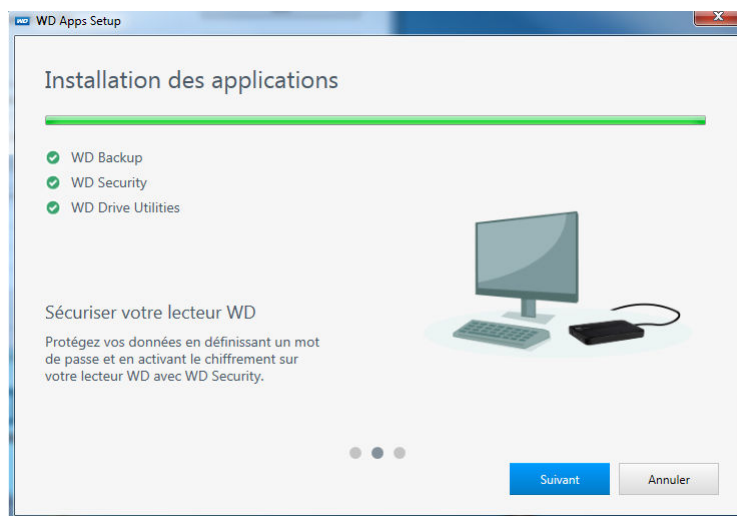 WD WD Apps Setup
Installation des applications
WD Backup
WD Security
WD Drive Utilities
Sécuriser votre lecteur WD
Protégez vos données en définissant un mot
de passe et en activant le chiffrement sur
votre lecteur WD avec WD Security.
Suivant Annuler